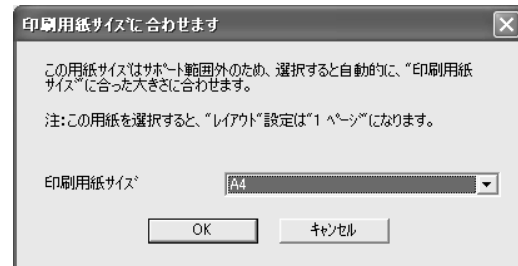 印刷用紙ｻｲｽﾞに合わせます
この用紙ｻｲｽﾞはｻﾎﾟｰﾄ範囲外のため、選択すると自動的に、“印刷用紙
ｻｲｽﾞ”に合った大きさに合わせます。
注：この用紙を選択すると、“ﾚｲｱｳﾄ”設定は“1 ﾍﾟｰｼﾞ”になります。
印刷用紙ｻｲｽﾞ
A4
OK
ｷｬﾝｾﾙ